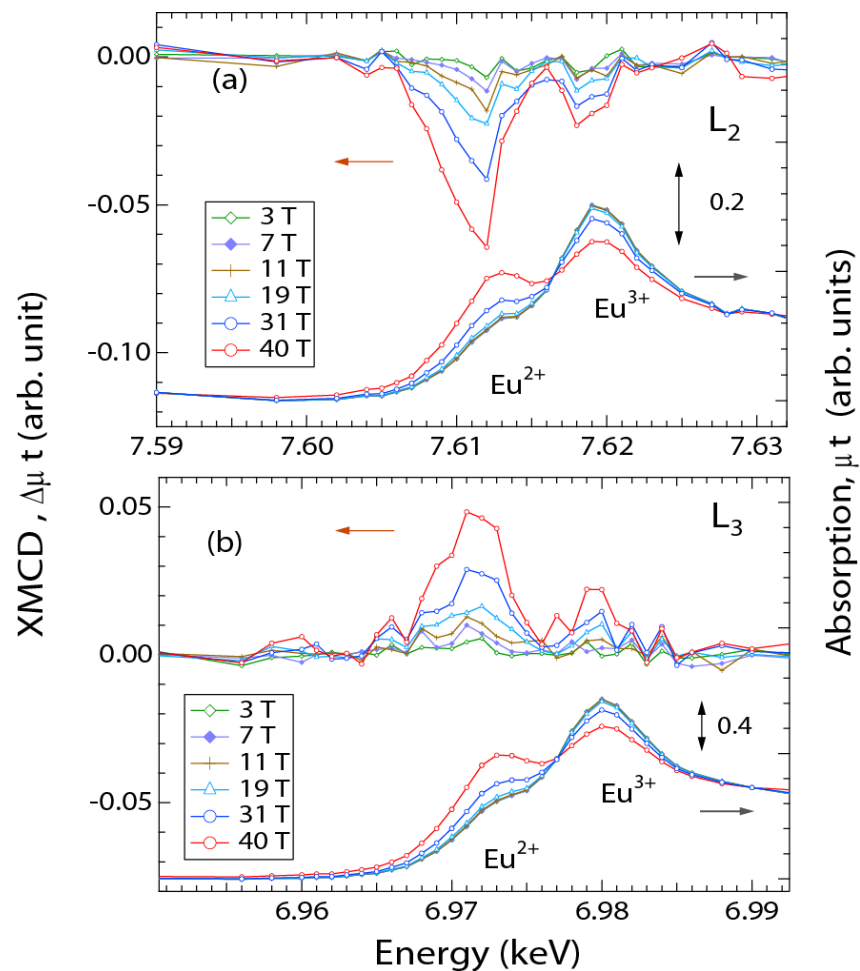 0.00
(a)
L2
-0.05
0.2
3 T
7 T
11 T
19 T
31 T
40 T
Eu3+
Eu2+
-0.10
7.59 7.60 7.61 7.62 7.63
0.05
(b)
L3
0.00
3 T
7 T
11 T
19 T
31 T
40 T
0.4
Eu3+
Eu2+
-0.05
6.96 6.97 6.98 6.99
Energy (keV)
XMCD , Δμ t (arb. unit)
Absorption, μ t (arb. units)